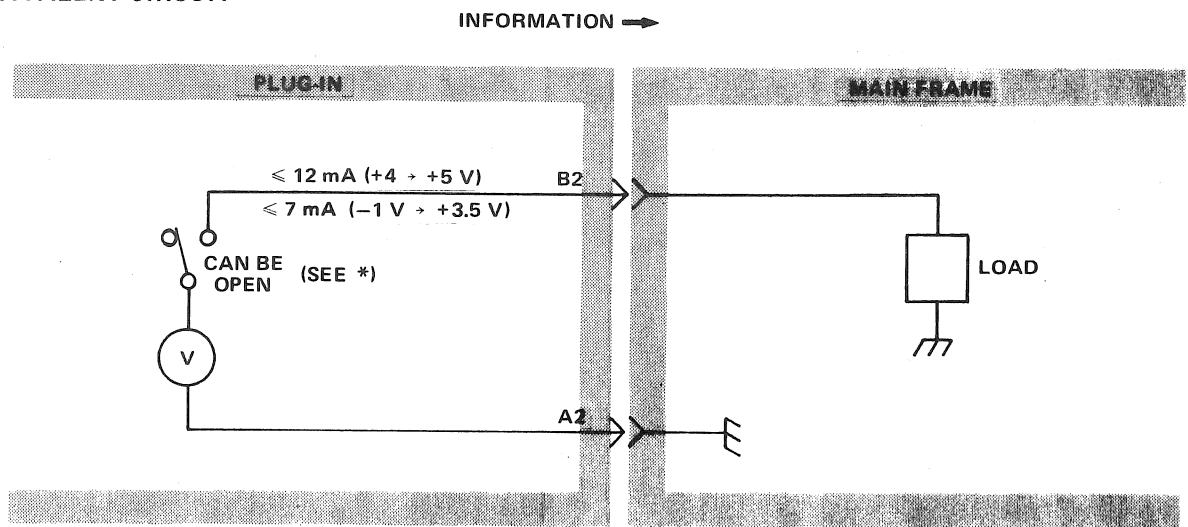 INFORMATION
PLUG-IN
MAIN FRAME
⩽ 12 mA (+4 → +5 V)
B2
⩽ 7 mA (−1 V → +3.5 V)
CAN BE
OPEN
(SEE *)
LOAD
V
A2